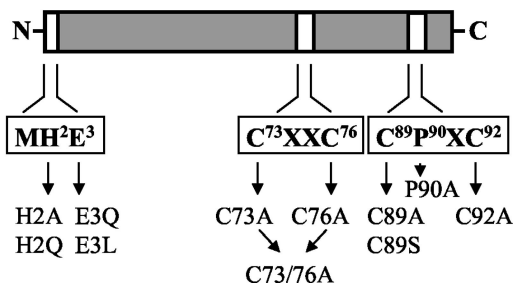 N C
MH²E³ C⁷³XXC⁷⁶ C⁸⁹P⁹⁰XC⁹²
P90A
H2A E3Q C73A C76A C89A C92A
H2Q E3L C89S
C73/76A